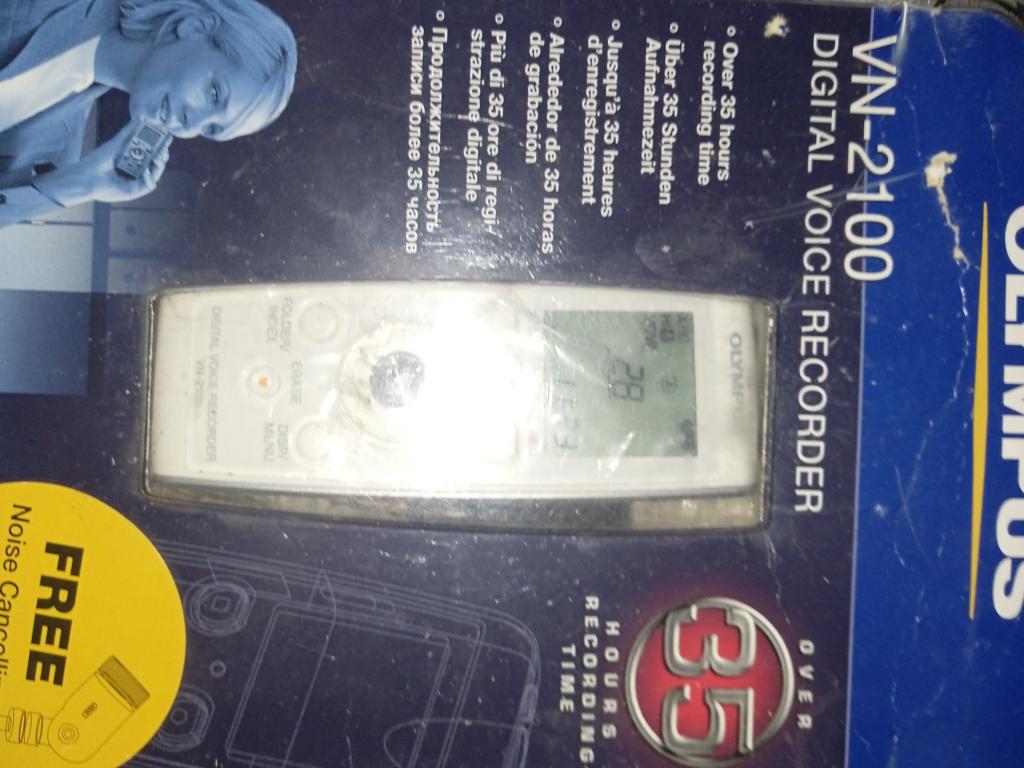 OLYMPUS
VN-2100
DIGITAL VOICE RECORDER
Over 35 hours
recording time
Über 35 Stunden
Aufnahmezeit
Jusqu'à 35 heures
d'enregistrement
Alrededor de 35 horas
de grabación
Più di 35 ore di regi-
strazione digitale
Продолжительность
записи более 35 часов
OLYMPUS
28
FOLDER/
INDEX
ERASE
DISP/
MENU
DIGITAL VOICE RECORDER
OVER
35
HOURS
RECORDING
TIME
FREE
Noise